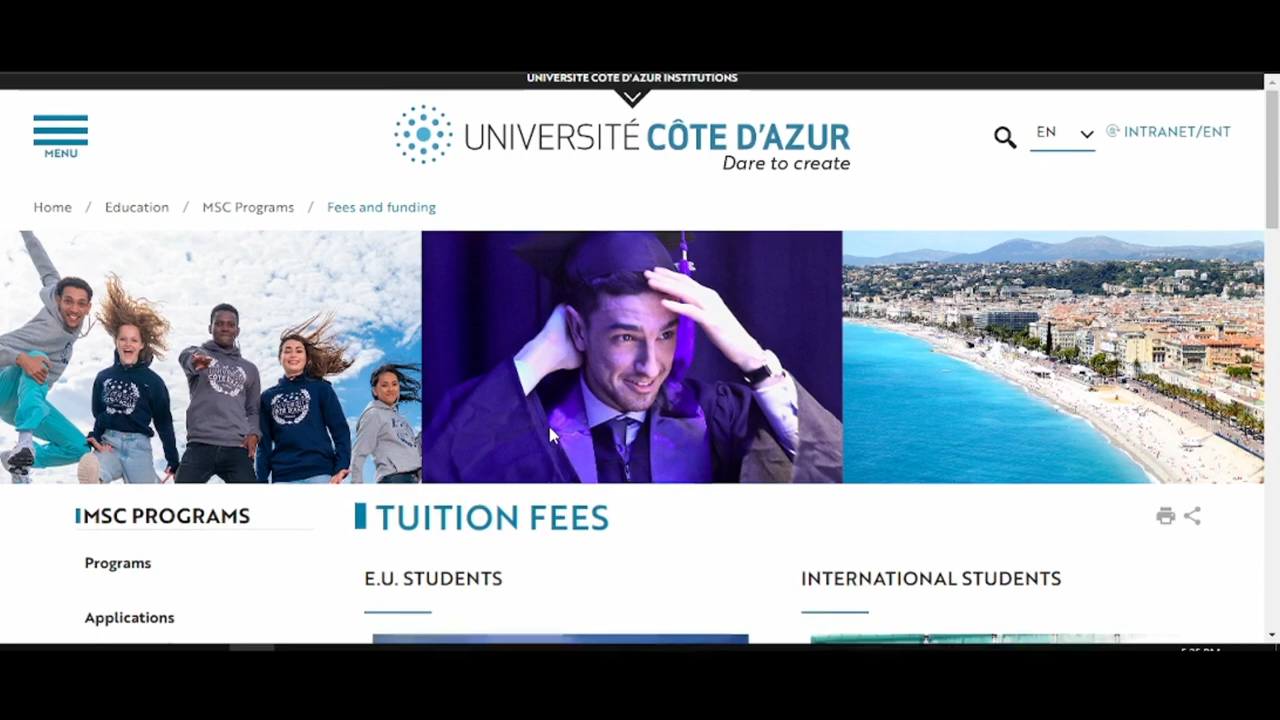 UNIVERSITE COTE D'AZUR INSTITUTIONS
MENU
UNIVERSITÉ CÔTE D'AZUR
Dare to create
EN
INTRANET/ENT
Home / Education / MSC Programs / Fees and funding
MSC PROGRAMS
Programs
Applications
TUITION FEES
E.U. STUDENTS
INTERNATIONAL STUDENTS